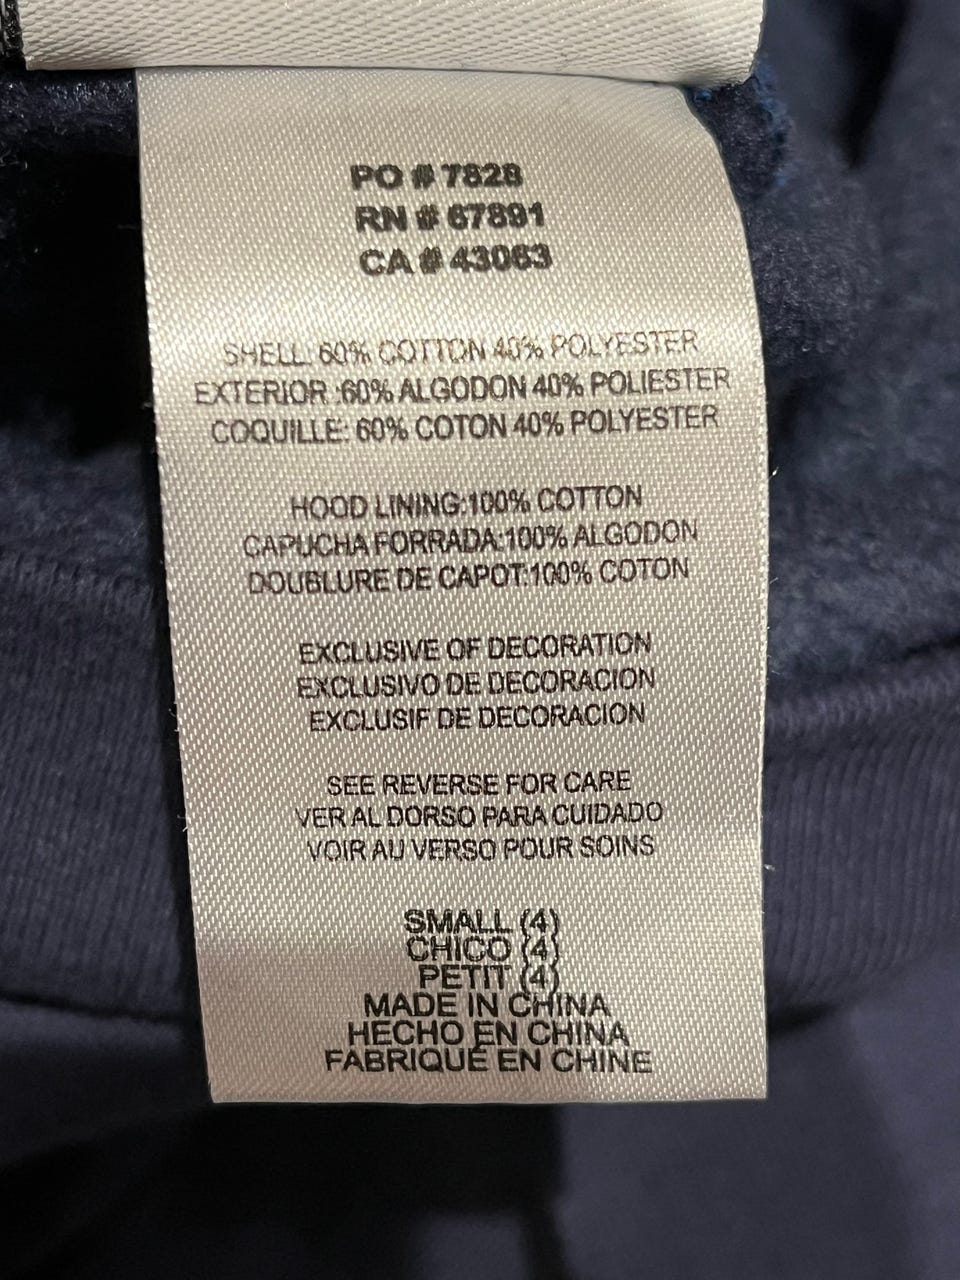 PO # 7828
RN # 67891
CA # 43063
SHELL: 60% COTTON 40% POLYESTER
EXTERIOR :60% ALGODON 40% POLIESTER
COQUILLE: 60% COTON 40% POLYESTER
HOOD LINING:100% COTTON
CAPUCHA FORRADA:100% ALGODON
DOUBLURE DE CAPOT:100% COTON
EXCLUSIVE OF DECORATION
EXCLUSIVO DE DECORACION
EXCLUSIF DE DECORACION
SEE REVERSE FOR CARE
VER AL DORSO PARA CUIDADO
VOIR AU VERSO POUR SOINS
SMALL (4)
CHICO (4)
PETIT (4)
MADE IN CHINA
HECHO EN CHINA
FABRIQUÉ EN CHINE